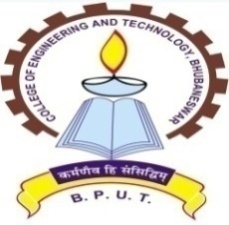 COLLEGE OF ENGINEERING AND TECHNOLOGY, BHUBANESWAR
कर्मणैव हि संसिद्धिम्
B. P. U. T.